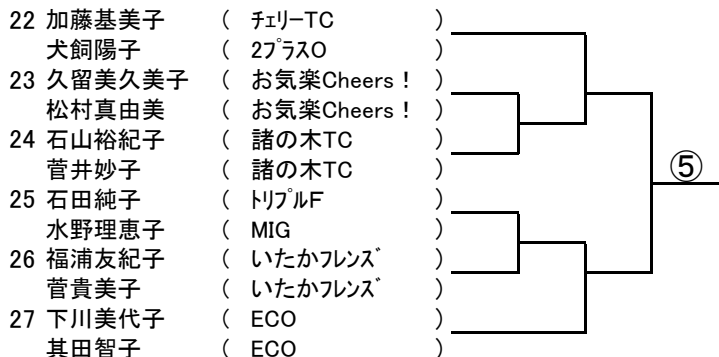 22 加藤基美子 ( チェリーTC )
犬飼陽子 ( 2プラスO )
23 久留美久美子 ( お気楽Cheers! )
松村真由美 ( お気楽Cheers! )
24 石山裕紀子 ( 諸の木TC )
菅井妙子 ( 諸の木TC )
⑤
25 石田純子 ( トリプルF )
水野理恵子 ( MIG )
26 福浦友紀子 ( いたかフレンズ )
菅貴美子 ( いたかフレンズ )
27 下川美代子 ( ECO )
其田智子 ( ECO )